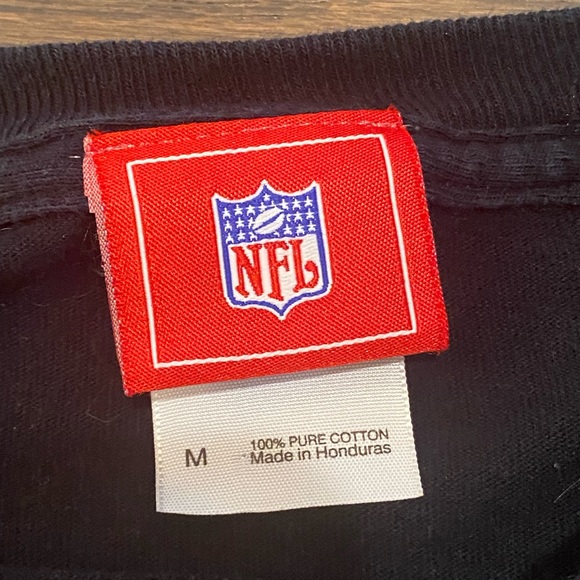 NFL
M
100% PURE COTTON
Made in Honduras